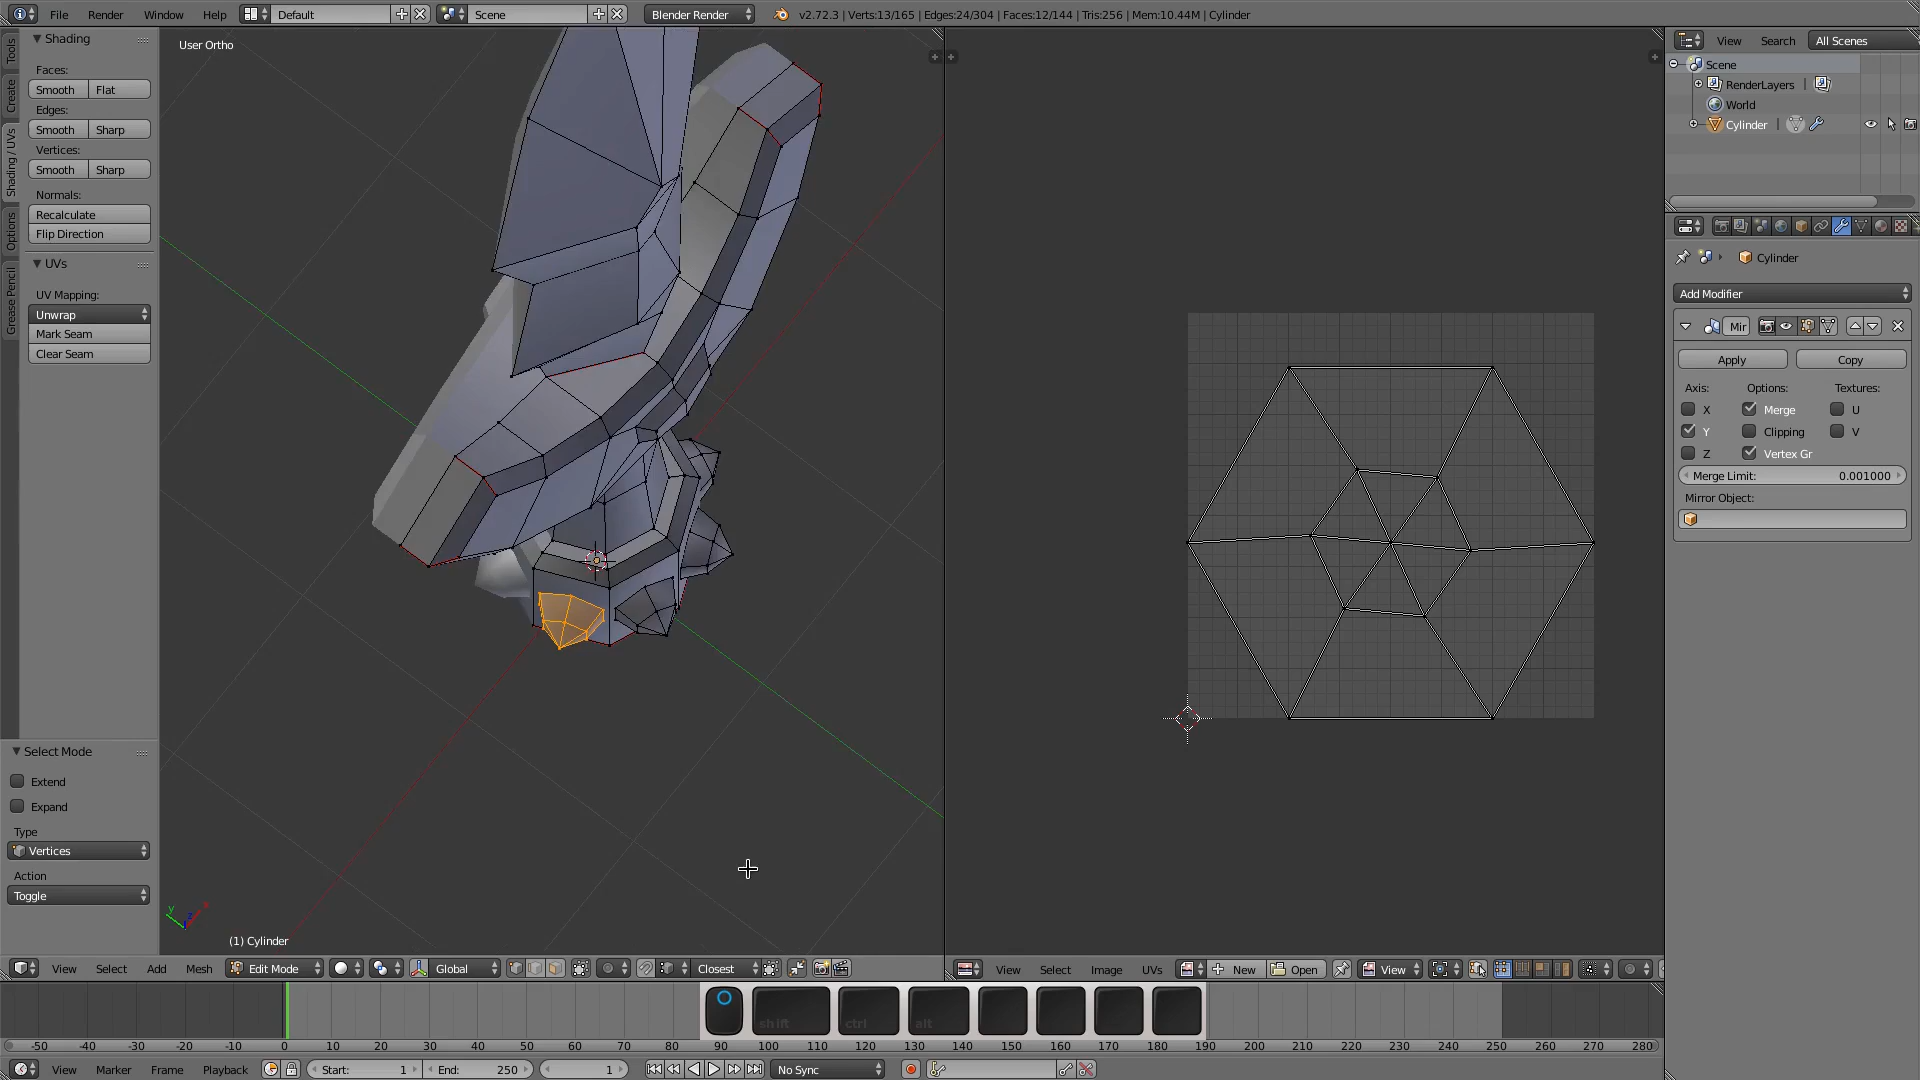 File Render Window Help Default Scene Blender Render v2.72.3 | Verts:13/165 | Edges:24/304 | Faces:12/144 | Tris:256 | Mem:10.44M | Cylinder
Tools
Create
Shading / UVs
Options
Grease Pencil
Shading
Faces:
Smooth Flat
Edges:
Smooth Sharp
Vertices:
Smooth Sharp
Normals:
Recalculate
Flip Direction
UVs
UV Mapping:
Unwrap
Mark Seam
Clear Seam
Select Mode
Extend
Expand
Type
Vertices
Action
Toggle
User Ortho
(1) Cylinder
View Select Add Mesh Edit Mode Global Closest
View Select Image UVs New Open View
View Search All Scenes
Scene
RenderLayers |
World
Cylinder |
Cylinder
Add Modifier
Mir
Apply Copy
Axis: Options: Textures:
X Merge U
Y Clipping V
Z Vertex Gr
Merge Limit: 0.001000
Mirror Object:
shift ctrl alt
-50 -40 -30 -20 -10 0 10 20 30 40 50 60 70 80 90 100 110 120 130 140 150 160 170 180 190 200 210 220 230 240 250 260 270 280
View Marker Frame Playback Start: 1 End: 250 1 No Sync